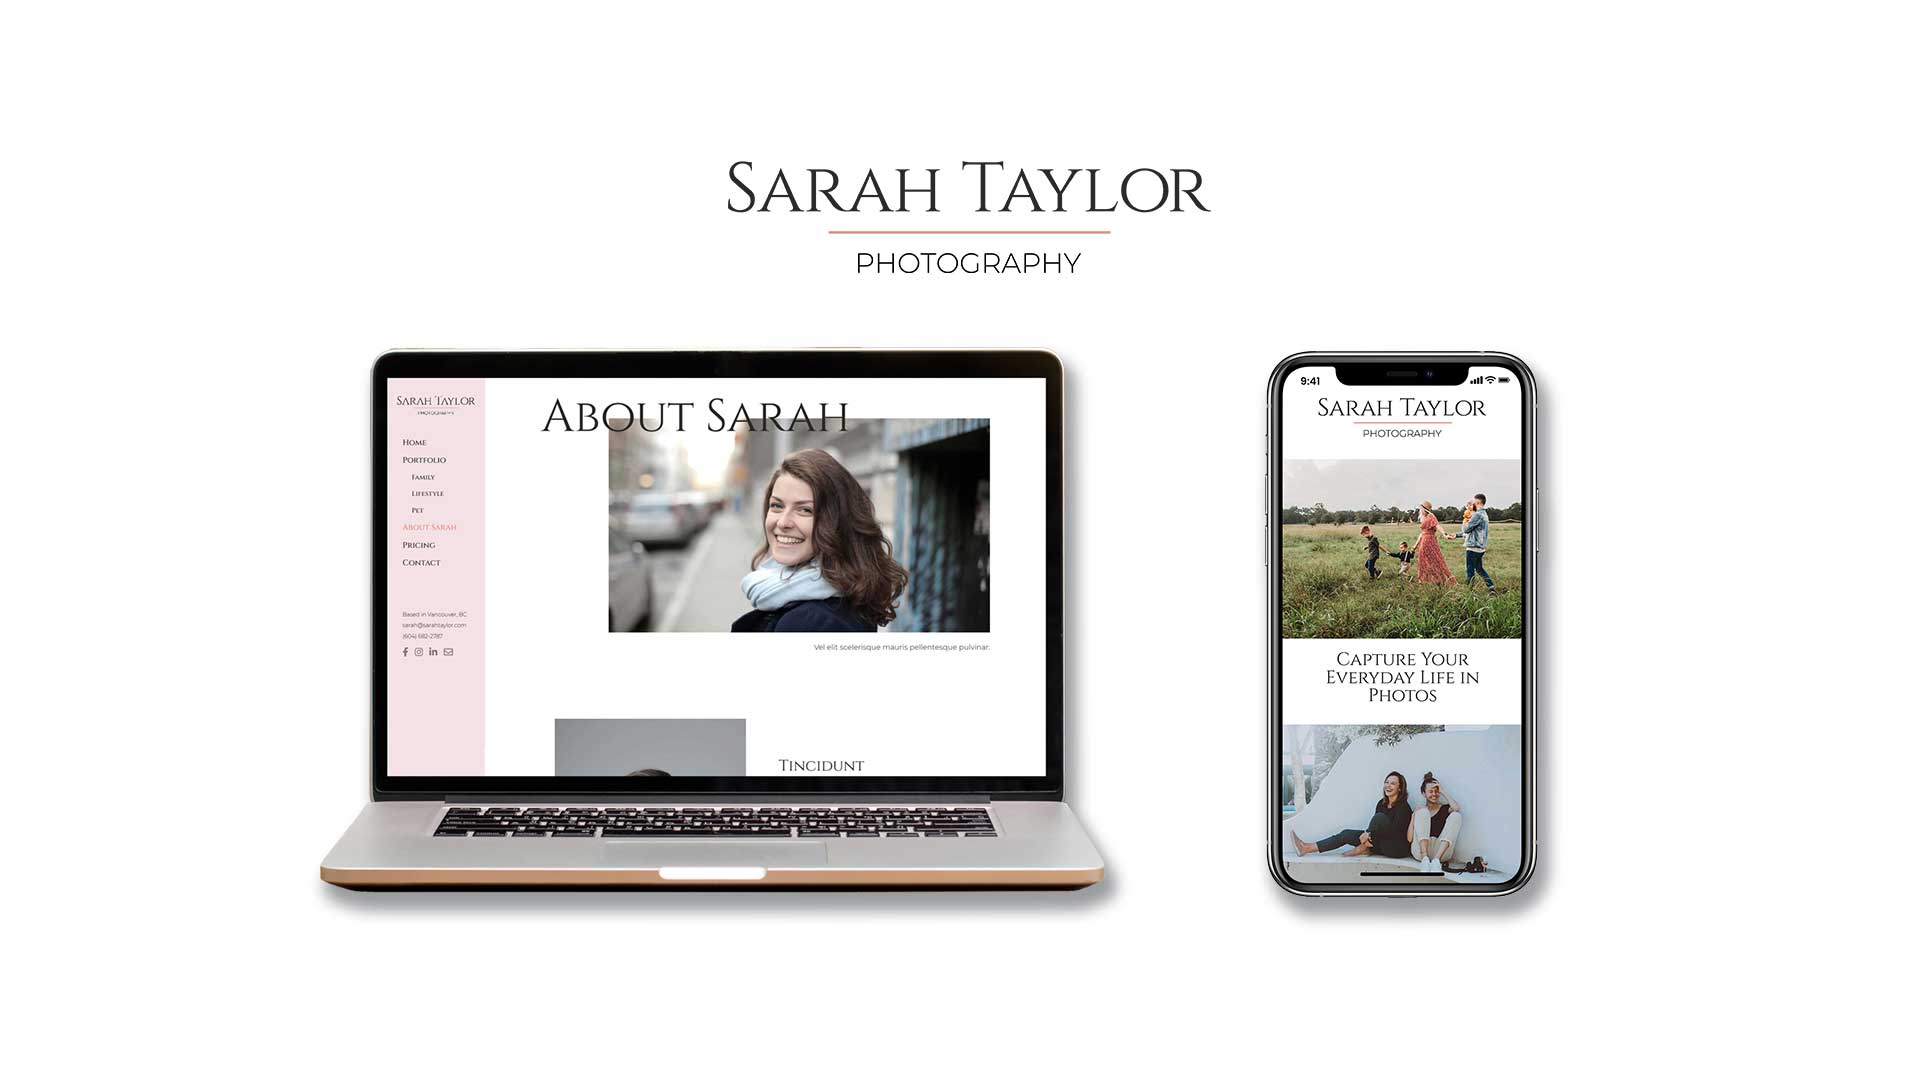 SARAH TAYLOR
PHOTOGRAPHY
SARAH TAYLOR
PHOTOGRAPHY
HOME
PORTFOLIO
FAMILY
LIFESTYLE
PET
ABOUT SARAH
PRICING
CONTACT
Based in Vancouver, BC
sarah@sarahtaylor.com
(604) 682-2787
ABOUT SARAH
Vel elit scelerisque mauris pellentesque pulvinar.
TINCIDUNT
9:41
SARAH TAYLOR
PHOTOGRAPHY
CAPTURE YOUR
EVERYDAY LIFE IN
PHOTOS